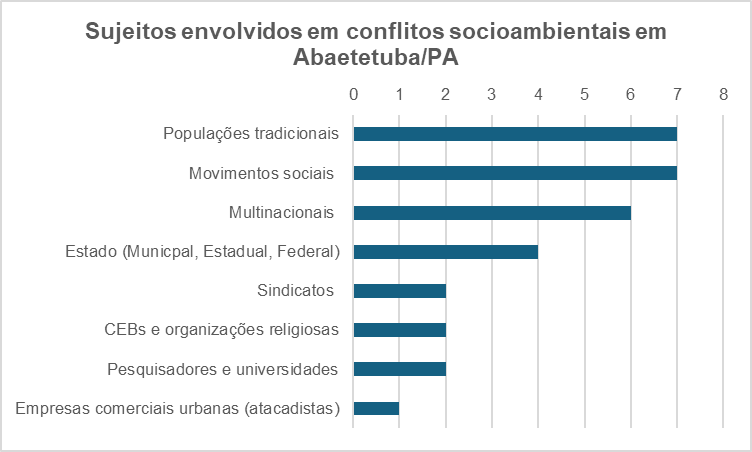 Sujeitos envolvidos em conflitos socioambientais em
Abaetetuba/PA
0 1 2 3 4 5 6 7 8
Populações tradicionais
Movimentos sociais
Multinacionais
Estado (Municpal, Estadual, Federal)
Sindicatos
CEBs e organizações religiosas
Pesquisadores e universidades
Empresas comerciais urbanas (atacadistas)